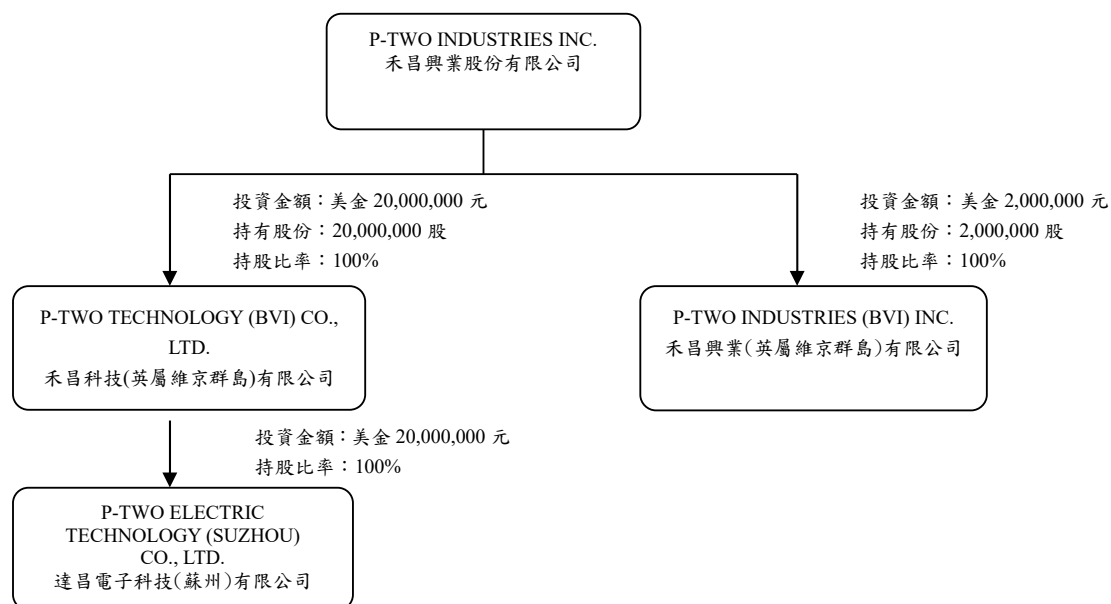 P-TWO INDUSTRIES INC.
禾昌興業股份有限公司
投資金額：美金 20,000,000 元
持有股份：20,000,000 股
持股比率：100%
投資金額：美金 2,000,000 元
持有股份：2,000,000 股
持股比率：100%
P-TWO TECHNOLOGY (BVI) CO.,
LTD.
禾昌科技(英屬維京群島)有限公司
P-TWO INDUSTRIES (BVI) INC.
禾昌興業(英屬維京群島)有限公司
投資金額：美金 20,000,000 元
持股比率：100%
P-TWO ELECTRIC
TECHNOLOGY (SUZHOU)
CO., LTD.
達昌電子科技(蘇州)有限公司